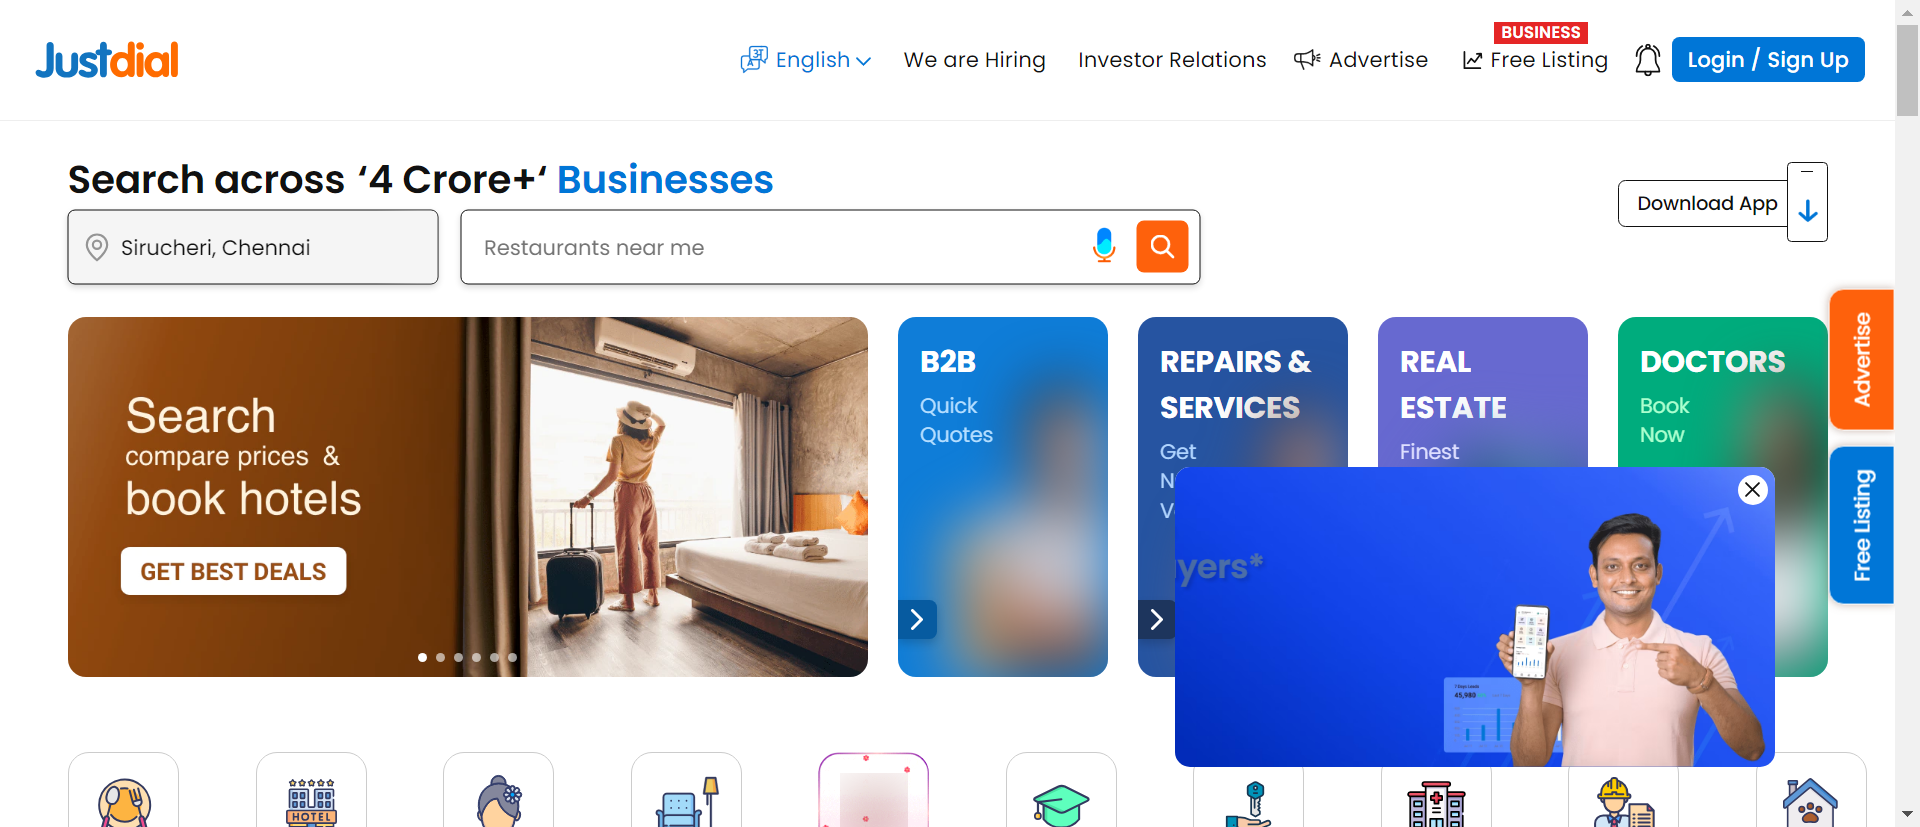 Justdial
English
We are Hiring
Investor Relations
Advertise
BUSINESS
Free Listing
Login / Sign Up
Search across ‘4 Crore+‘ Businesses
Download App
Sirucheri, Chennai
Restaurants near me
Search
compare prices &
book hotels
GET BEST DEALS
B2B
Quick
Quotes
REPAIRS &
SERVICES
Get
REAL
ESTATE
Finest
DOCTORS
Book
Now
Advertise
Free Listing
yers*
45,980
HOTEL